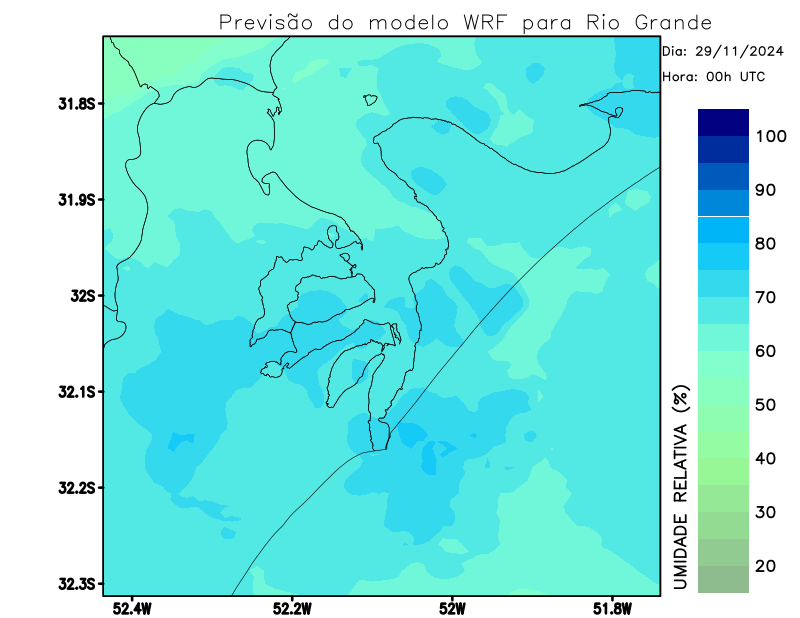 Previsão do modelo WRF para Rio Grande
Dia: 29/11/2024
Hora: 00h UTC
31.8S
31.9S
32S
32.1S
32.2S
32.3S
52.4W
52.2W
52W
51.8W
100
90
80
70
60
50
40
30
20
UMIDADE RELATIVA (%)